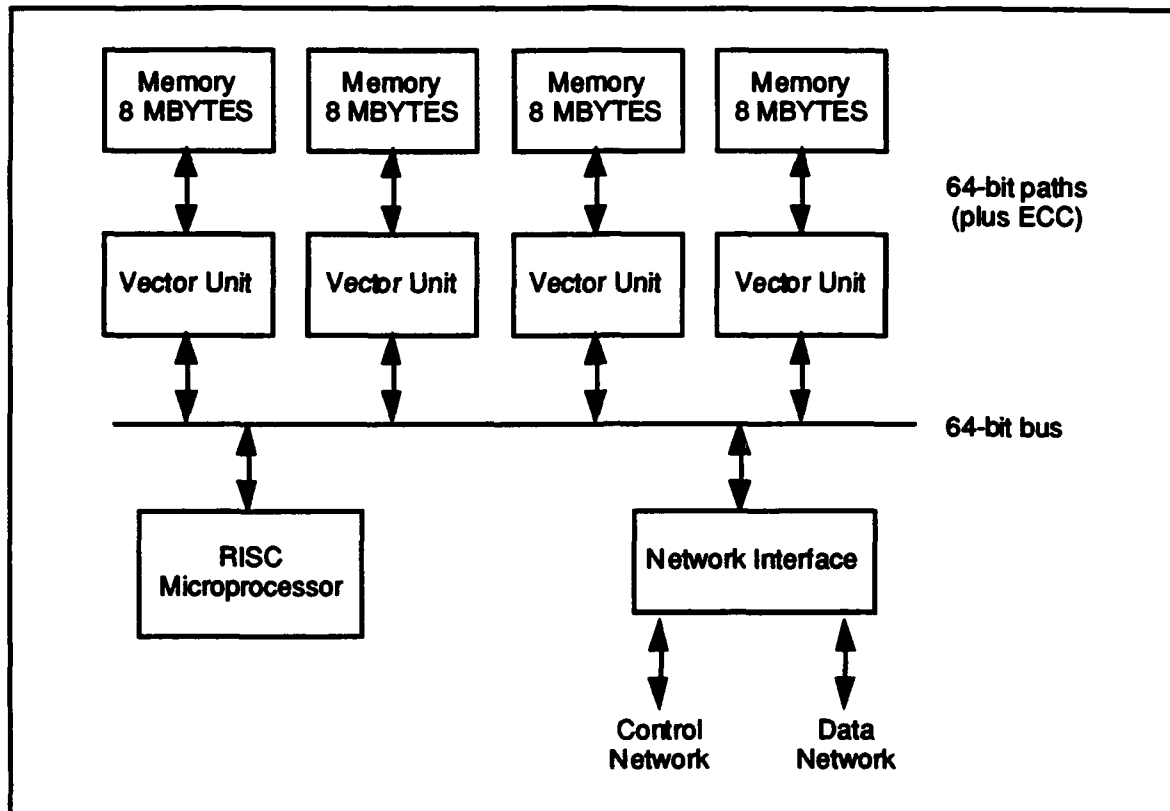 Memory
8 MBYTES
Memory
8 MBYTES
Memory
8 MBYTES
Memory
8 MBYTES
64-bit paths
(plus ECC)
Vector Unit
Vector Unit
Vector Unit
Vector Unit
64-bit bus
RISC
Microprocessor
Network Interface
Control
Network
Data
Network